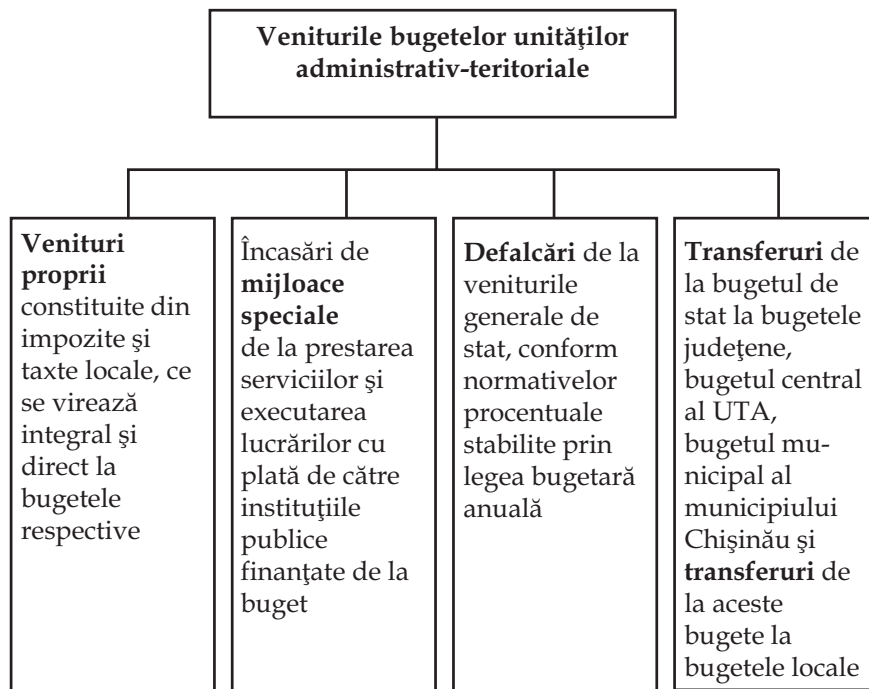 Veniturile bugetelor unităţilor
administrativ-teritoriale
Venituri
proprii
constituite din
impozite şi
taxte locale, ce
se virează
integral şi
direct la
bugetele
respective
Încasări de
mijloace
speciale
de la prestarea
serviciilor şi
executarea
lucrărilor cu
plată de către
instituţiile
publice
finanţate de la
buget
Defalcări de la
veniturile
generale de
stat, conform
normativelor
procentuale
stabilite prin
legea bugetară
anuală
Transferuri de
la bugetul de
stat la bugetele
judeţene,
bugetul central
al UTA,
bugetul mu-
nicipal al
municipiului
Chişinău şi
transferuri de
la aceste
bugete la
bugetele locale